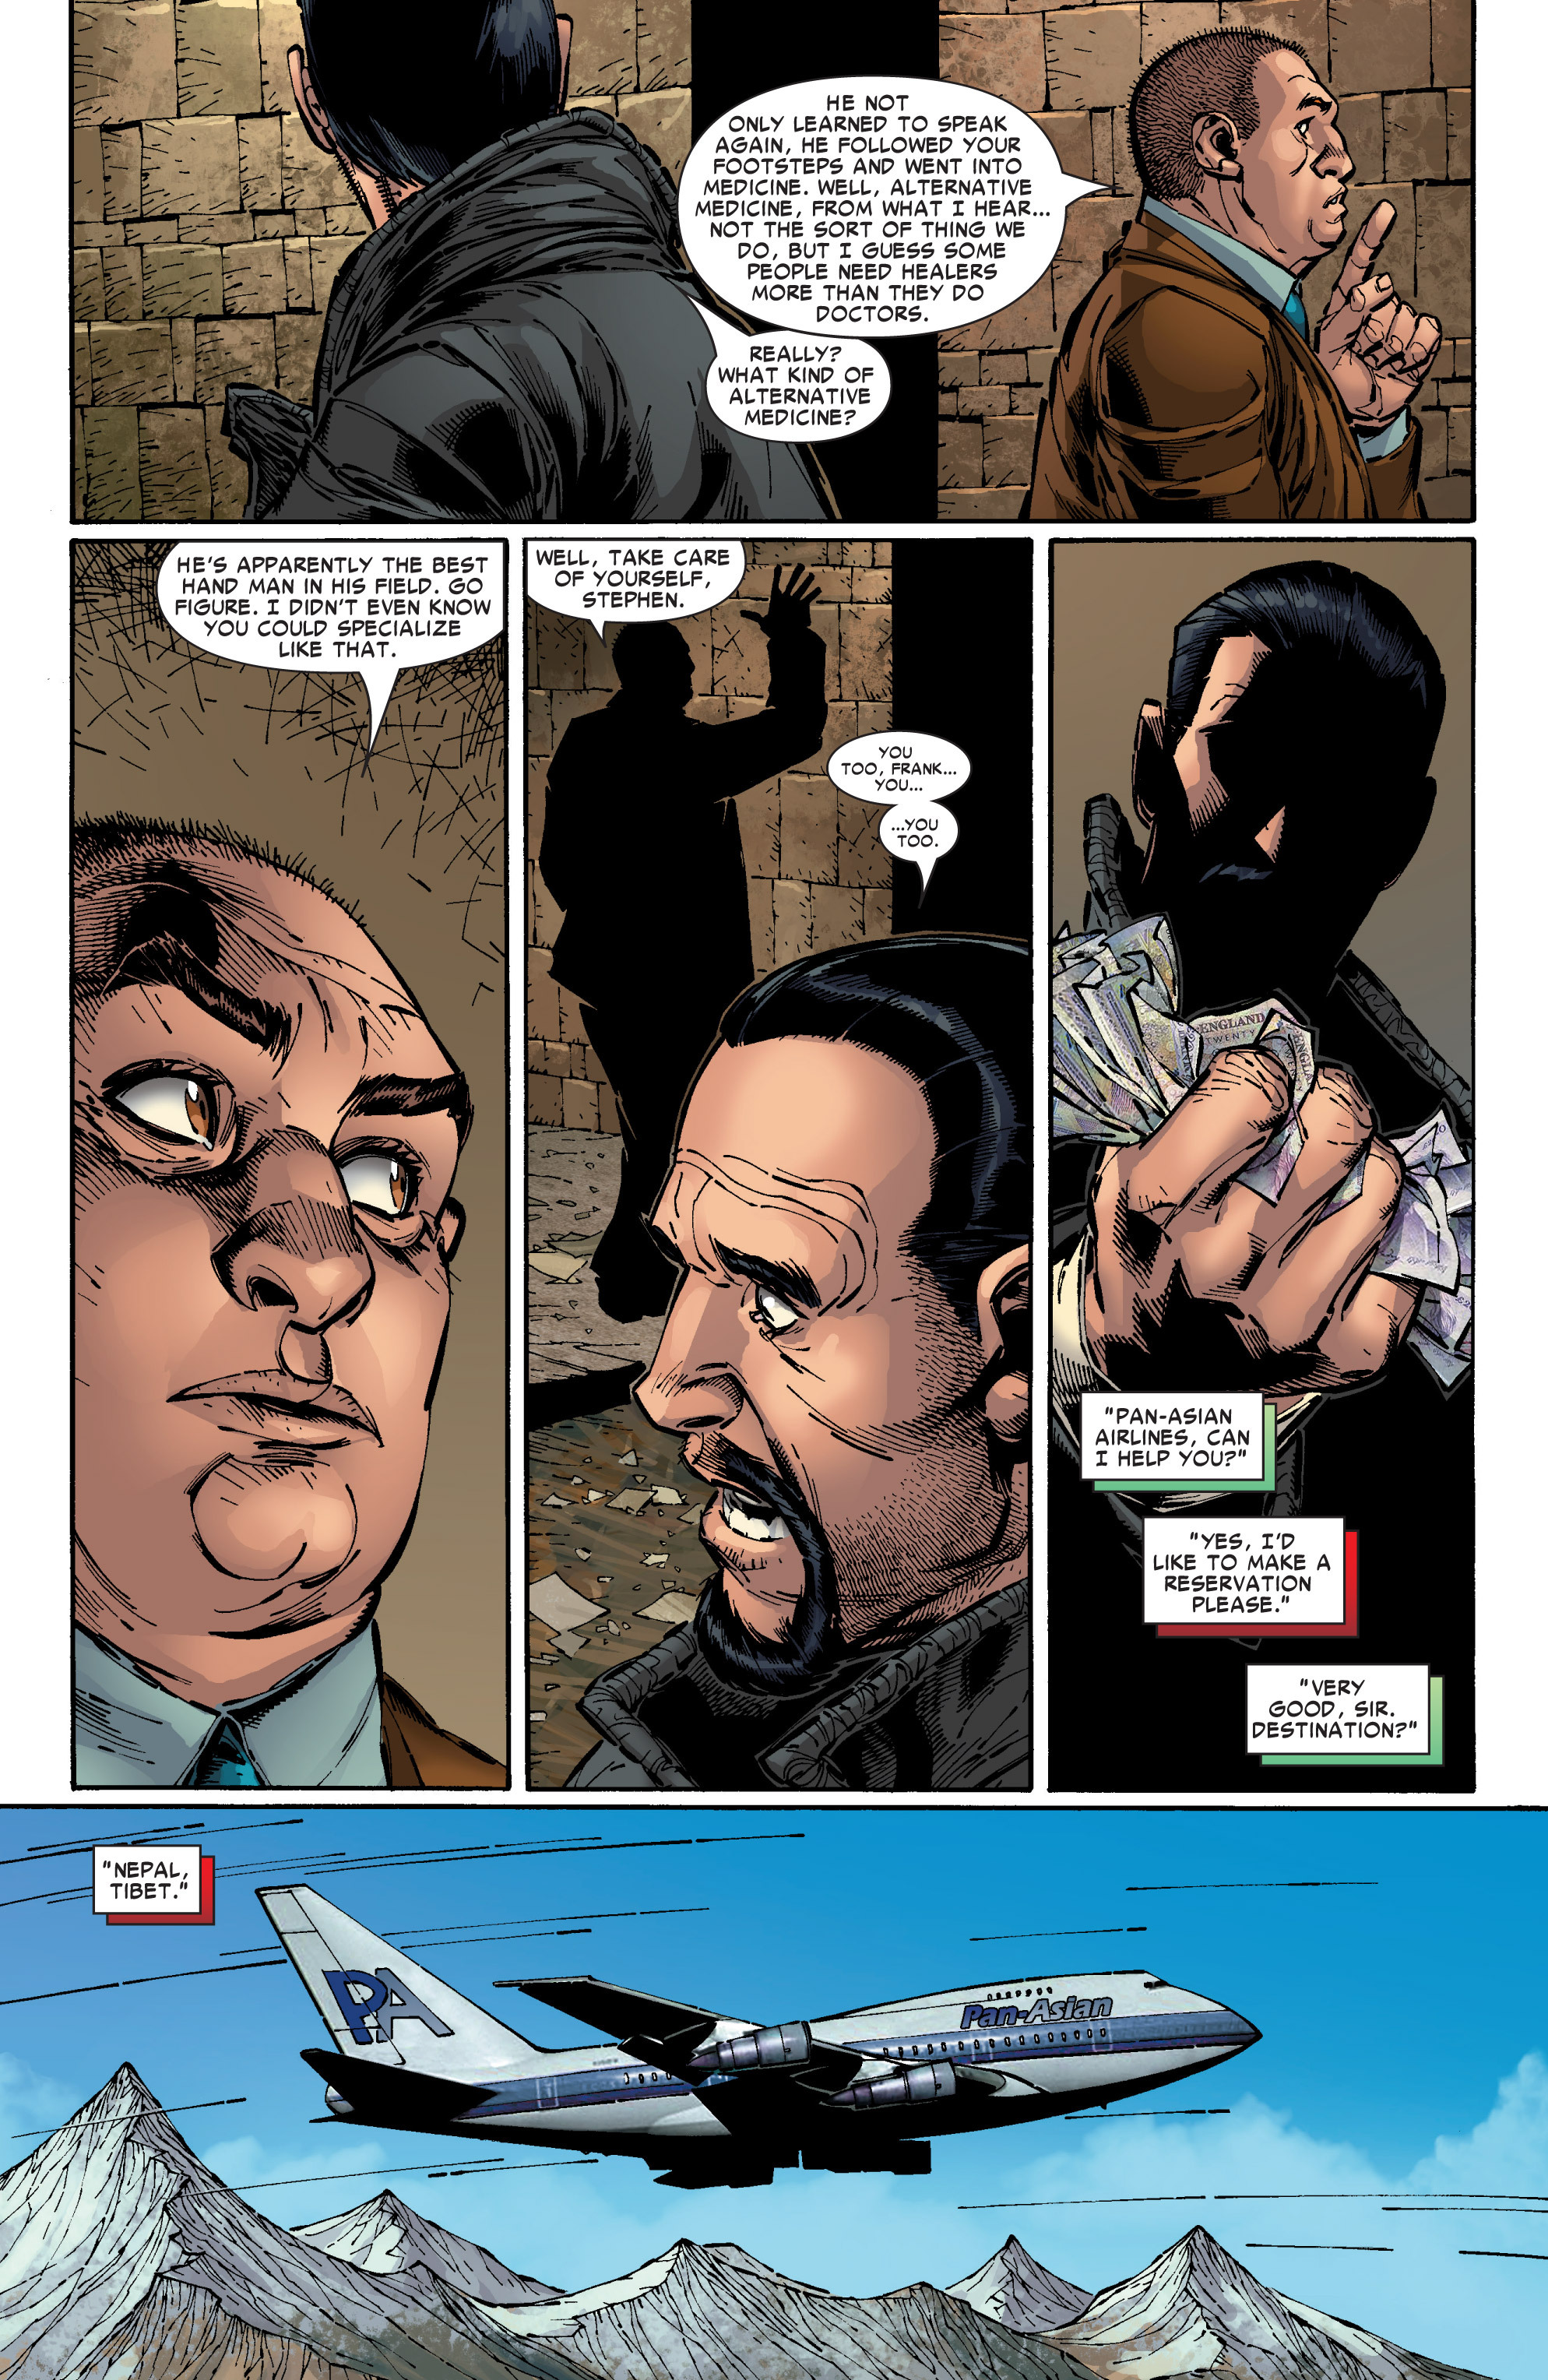 HE NOT
ONLY LEARNED TO SPEAK
AGAIN, HE FOLLOWED YOUR
FOOTSTEPS AND WENT INTO
MEDICINE. WELL, ALTERNATIVE
MEDICINE, FROM WHAT I HEAR...
NOT THE SORT OF THING WE
DO, BUT I GUESS SOME
PEOPLE NEED HEALERS
MORE THAN THEY DO
DOCTORS.
REALLY?
WHAT KIND OF
ALTERNATIVE
MEDICINE?
HE'S APPARENTLY THE BEST
HAND MAN IN HIS FIELD. GO
FIGURE. I DIDN'T EVEN KNOW
YOU COULD SPECIALIZE
LIKE THAT.
WELL, TAKE CARE
OF YOURSELF,
STEPHEN.
YOU
TOO, FRANK...
YOU...
...YOU
TOO.
ENGLAND
TWENTY
"PAN-ASIAN
AIRLINES, CAN
I HELP YOU?"
"YES, I'D
LIKE TO MAKE A
RESERVATION
PLEASE."
"VERY
GOOD, SIR.
DESTINATION?"
"NEPAL,
TIBET."
PA
Pan-Asian